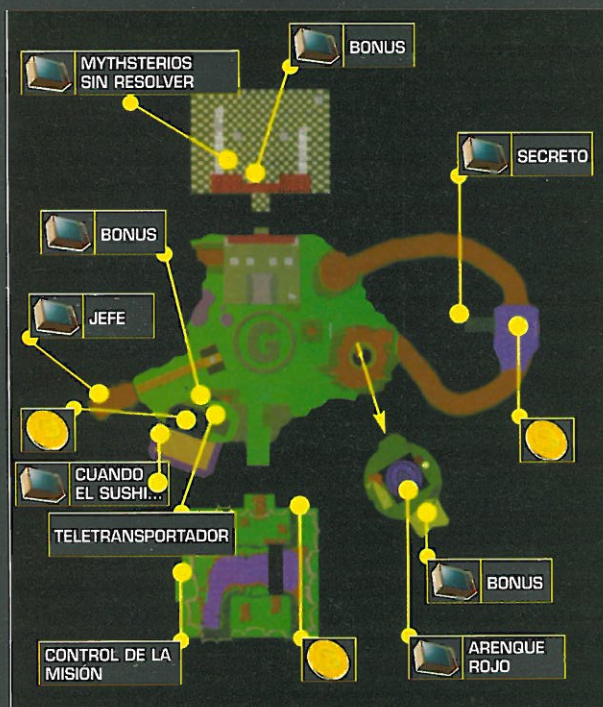 MYTHSTERIOS
SIN RESOLVER
BONUS
SECRETO
BONUS
JEFE
G
CUANDO
EL SUSHI...
TELETRANSPORTADOR
BONUS
CONTROL DE LA
MISIÓN
ARENQUE
ROJO